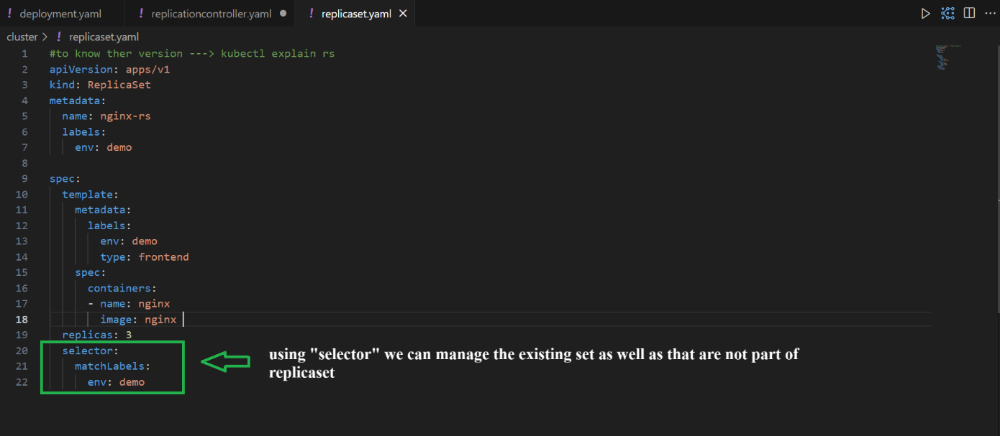 ! deployment.yaml ! replicationcontroller.yaml ● ! replicaset.yaml ×
cluster > ! replicaset.yaml
1 #to know ther version ---> kubectl explain rs
2 apiVersion: apps/v1
3 kind: ReplicaSet
4 metadata:
5   name: nginx-rs
6   labels:
7     env: demo
8
9 spec:
10   template:
11     metadata:
12       labels:
13         env: demo
14         type: frontend
15     spec:
16       containers:
17       - name: nginx
18         image: nginx
19   replicas: 3
20   selector:
21     matchLabels:
22       env: demo
using "selector" we can manage the existing set as well as that are not part of
replicaset